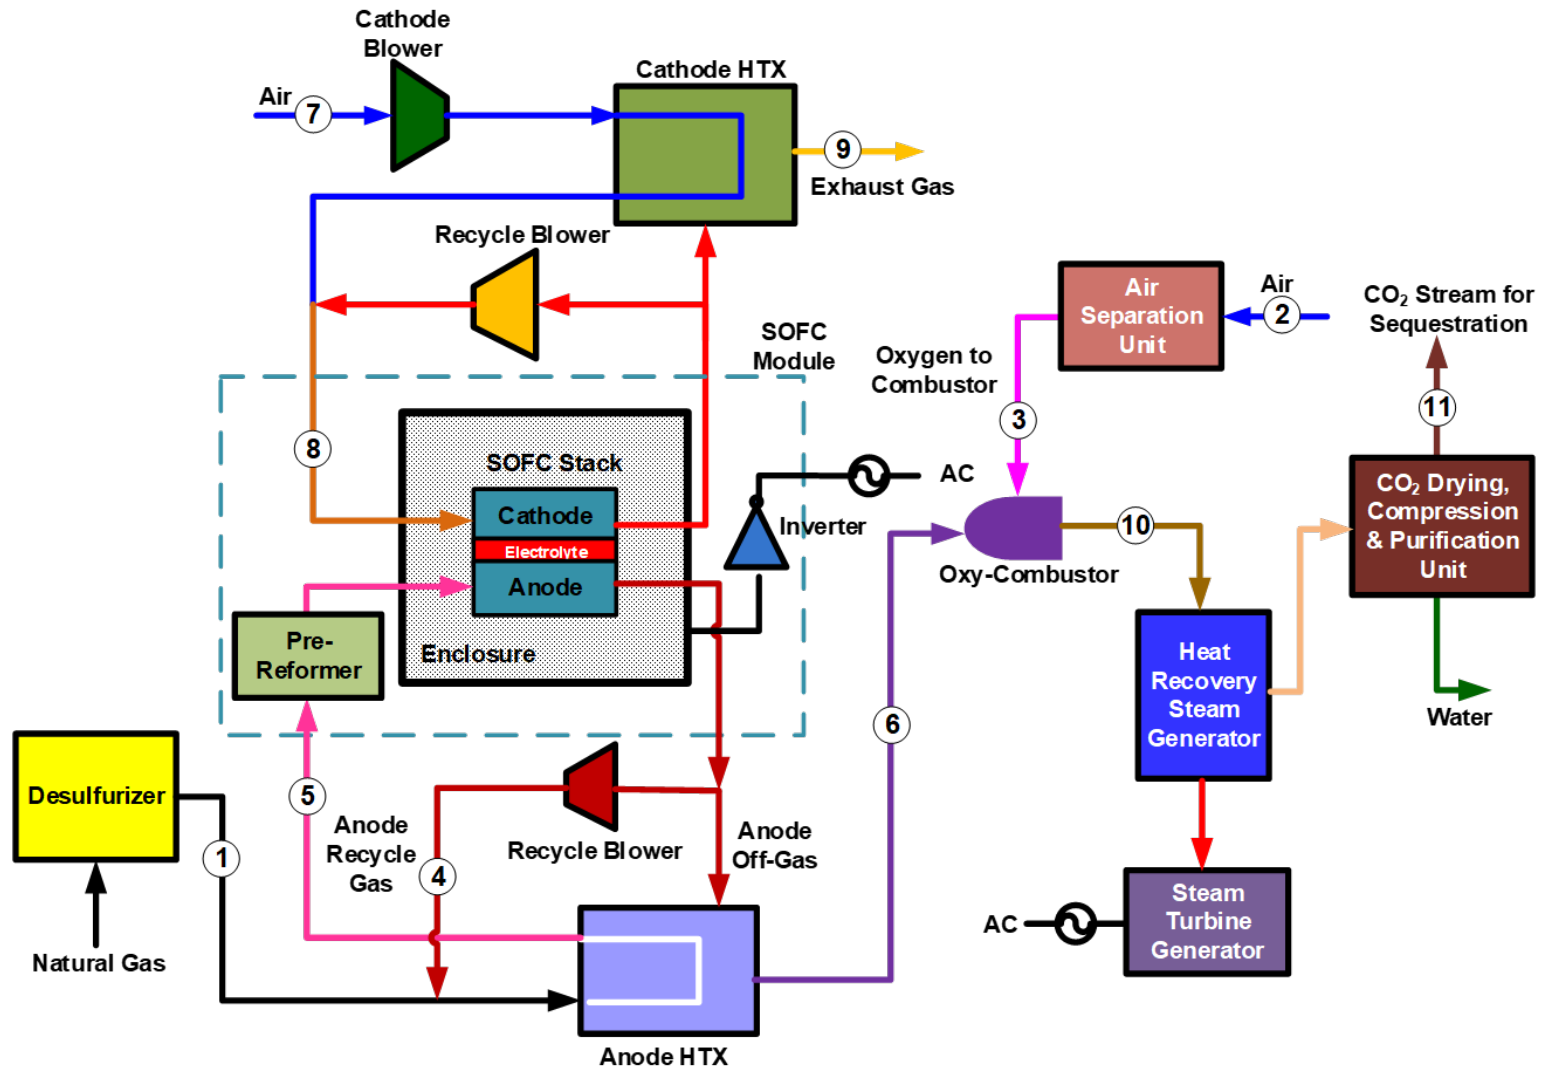 Cathode
Blower
Cathode HTX
Air
7
9
Exhaust Gas
Recycle Blower
SOFC
Module
8
SOFC Stack
Cathode
Electrolyte
Anode
Enclosure
Pre-
Reformer
Inverter
AC
Air
Separation
Unit
Air
2
Oxygen to
Combustor
3
Oxy-Combustor
10
CO₂ Stream for
Sequestration
11
CO₂ Drying,
Compression
& Purification
Unit
Water
Heat
Recovery
Steam
Generator
6
Desulfurizer
Natural Gas
1
5
Anode
Recycle
Gas
4
Recycle Blower
Anode
Off-Gas
Anode HTX
AC
Steam
Turbine
Generator